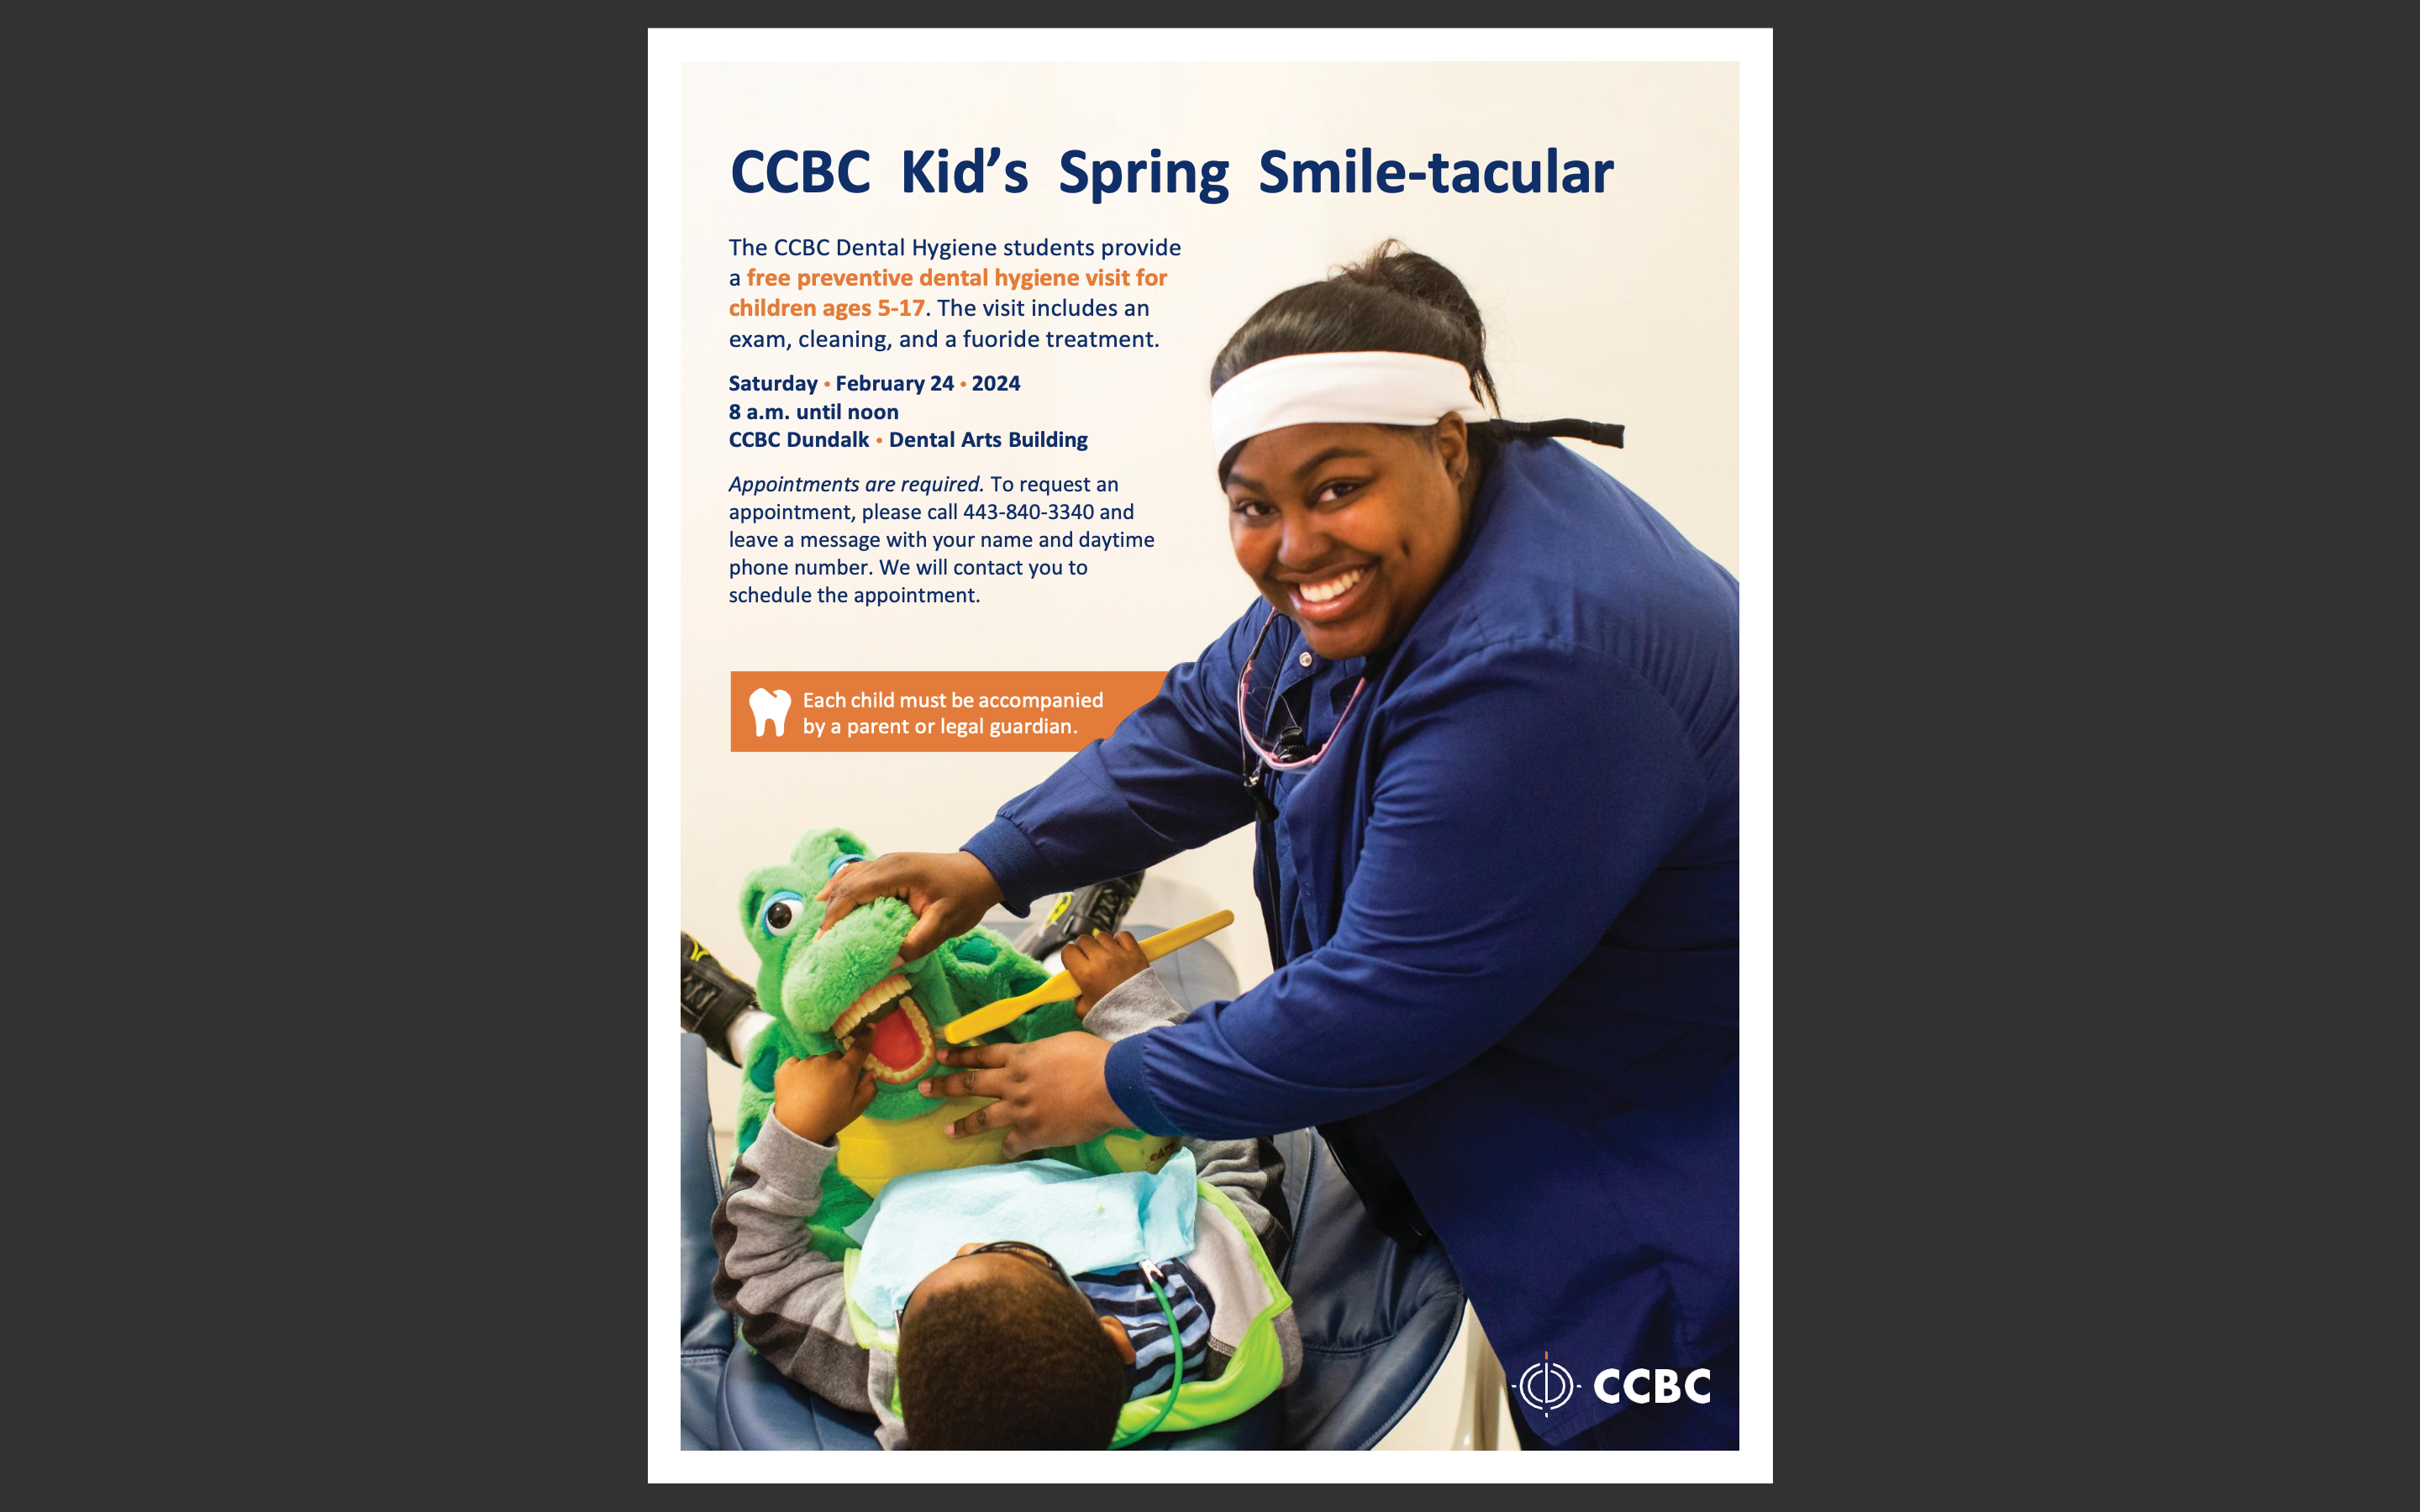 CCBC Kid’s Spring Smile-tacular
The CCBC Dental Hygiene students provide
a free preventive dental hygiene visit for
children ages 5-17. The visit includes an
exam, cleaning, and a fuoride treatment.
Saturday • February 24 • 2024
8 a.m. until noon
CCBC Dundalk • Dental Arts Building
Appointments are required. To request an
appointment, please call 443-840-3340 and
leave a message with your name and daytime
phone number. We will contact you to
schedule the appointment.
Each child must be accompanied
by a parent or legal guardian.
CCBC